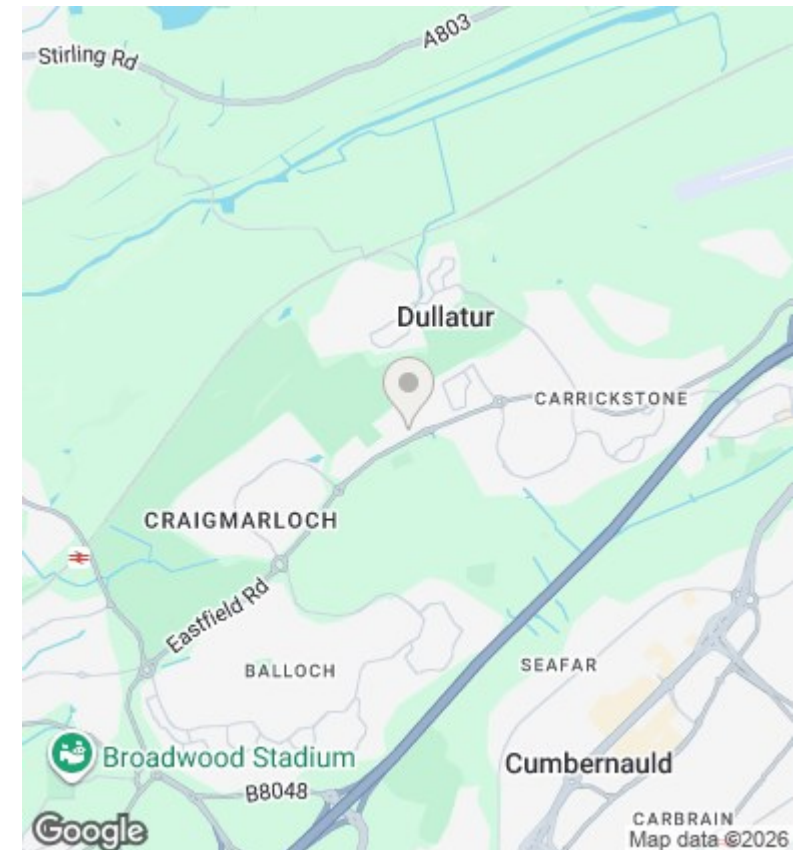 A803
Stirling Rd
Dullatur
CARRICKSTONE
CRAIGMARLOCH
Eastfield Rd
BALLOCH
SEAFAR
Broadwood Stadium
Cumbernauld
B8048
CARBRAIN
Google
Map data ©2026